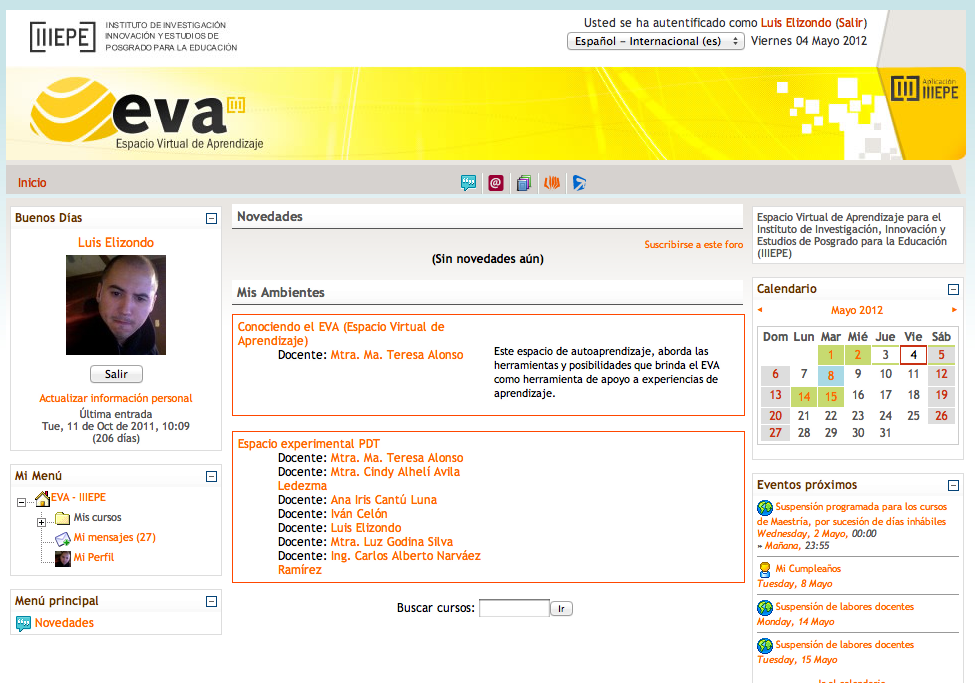 IIIEPE
INSTITUTO DE INVESTIGACIÓN
INNOVACIÓN Y ESTUDIOS DE
POSGRADO PARA LA EDUCACIÓN
Usted se ha autentificado como Luis Elizondo (Salir)
Español - Internacional (es) Viernes 04 Mayo 2012
eva
Espacio Virtual de Aprendizaje
Aplicación
IIIEPE
Inicio
Buenos Días
Luis Elizondo
Salir
Actualizar información personal
Última entrada
Tue, 11 de Oct de 2011, 10:09
(206 días)
Mi Menú
EVA - IIIEPE
Mis cursos
Mi mensajes (27)
Mi Perfil
Menú principal
Novedades
Novedades
Suscribirse a este foro
(Sin novedades aún)
Mis Ambientes
Conociendo el EVA (Espacio Virtual de
Aprendizaje)
Docente: Mtra. Ma. Teresa Alonso
Este espacio de autoaprendizaje, aborda las
herramientas y posibilidades que brinda el EVA
como herramienta de apoyo a experiencias de
aprendizaje.
Espacio experimental PDT
Docente: Mtra. Ma. Teresa Alonso
Docente: Mtra. Cindy Alhelí Avila
Ledezma
Docente: Ana Iris Cantú Luna
Docente: Iván Celón
Docente: Luis Elizondo
Docente: Mtra. Luz Godina Silva
Docente: Ing. Carlos Alberto Narváez
Ramírez
Buscar cursos: Ir
Espacio Virtual de Aprendizaje para el
Instituto de Investigación, Innovación y
Estudios de Posgrado para la Educación
(IIIEPE)
Calendario
Mayo 2012
Dom Lun Mar Mié Jue Vie Sáb
1 2 3 4 5
6 7 8 9 10 11 12
13 14 15 16 17 18 19
20 21 22 23 24 25 26
27 28 29 30 31
Eventos próximos
Suspensión programada para los cursos
de Maestría, por sucesión de días inhábiles
Wednesday, 2 Mayo, 00:00
» Mañana, 23:55
Mi Cumpleaños
Tuesday, 8 Mayo
Suspensión de labores docentes
Monday, 14 Mayo
Suspensión de labores docentes
Tuesday, 15 Mayo
Ir al calendario